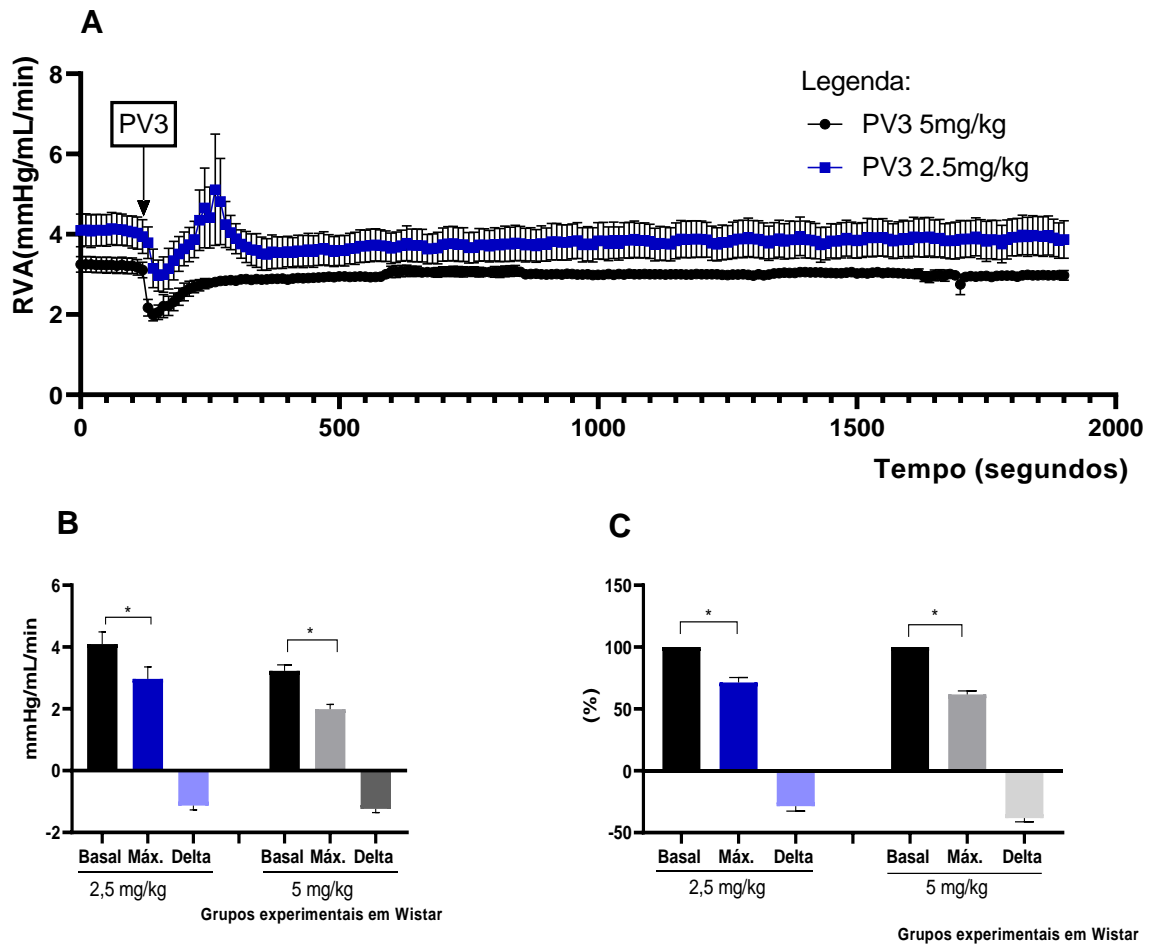 A
RVA(mmHg/mL/min)
8
6
4
2
0
PV3
Legenda:
PV3 5mg/kg
PV3 2.5mg/kg
0 500 1000 1500 2000
Tempo (segundos)
B
mmHg/mL/min
6
4
2
0
-2
* *
Basal Máx. Delta Basal Máx. Delta
2,5 mg/kg 5 mg/kg
Grupos experimentais em Wistar
C
(%)
150
100
50
0
-50
* *
Basal Máx. Delta Basal Máx. Delta
2,5 mg/kg 5 mg/kg
Grupos experimentais em Wistar